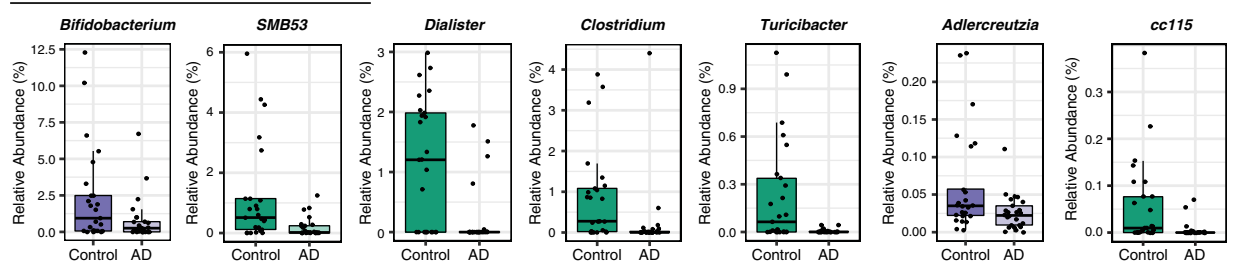 Bifidobacterium SMB53 Dialister Clostridium Turicibacter Adlercreutzia cc115
Relative Abundance (%)
12.5
10.0
7.5
5.0
2.5
0.0
Control AD
Relative Abundance (%)
6
4
2
0
Control AD
Relative Abundance (%)
3
2
1
0
Control AD
Relative Abundance (%)
4
3
2
1
0
Control AD
Relative Abundance (%)
0.9
0.6
0.3
0.0
Control AD
Relative Abundance (%)
0.20
0.15
0.10
0.05
0.00
Control AD
Relative Abundance (%)
0.3
0.1
0.0
Control AD